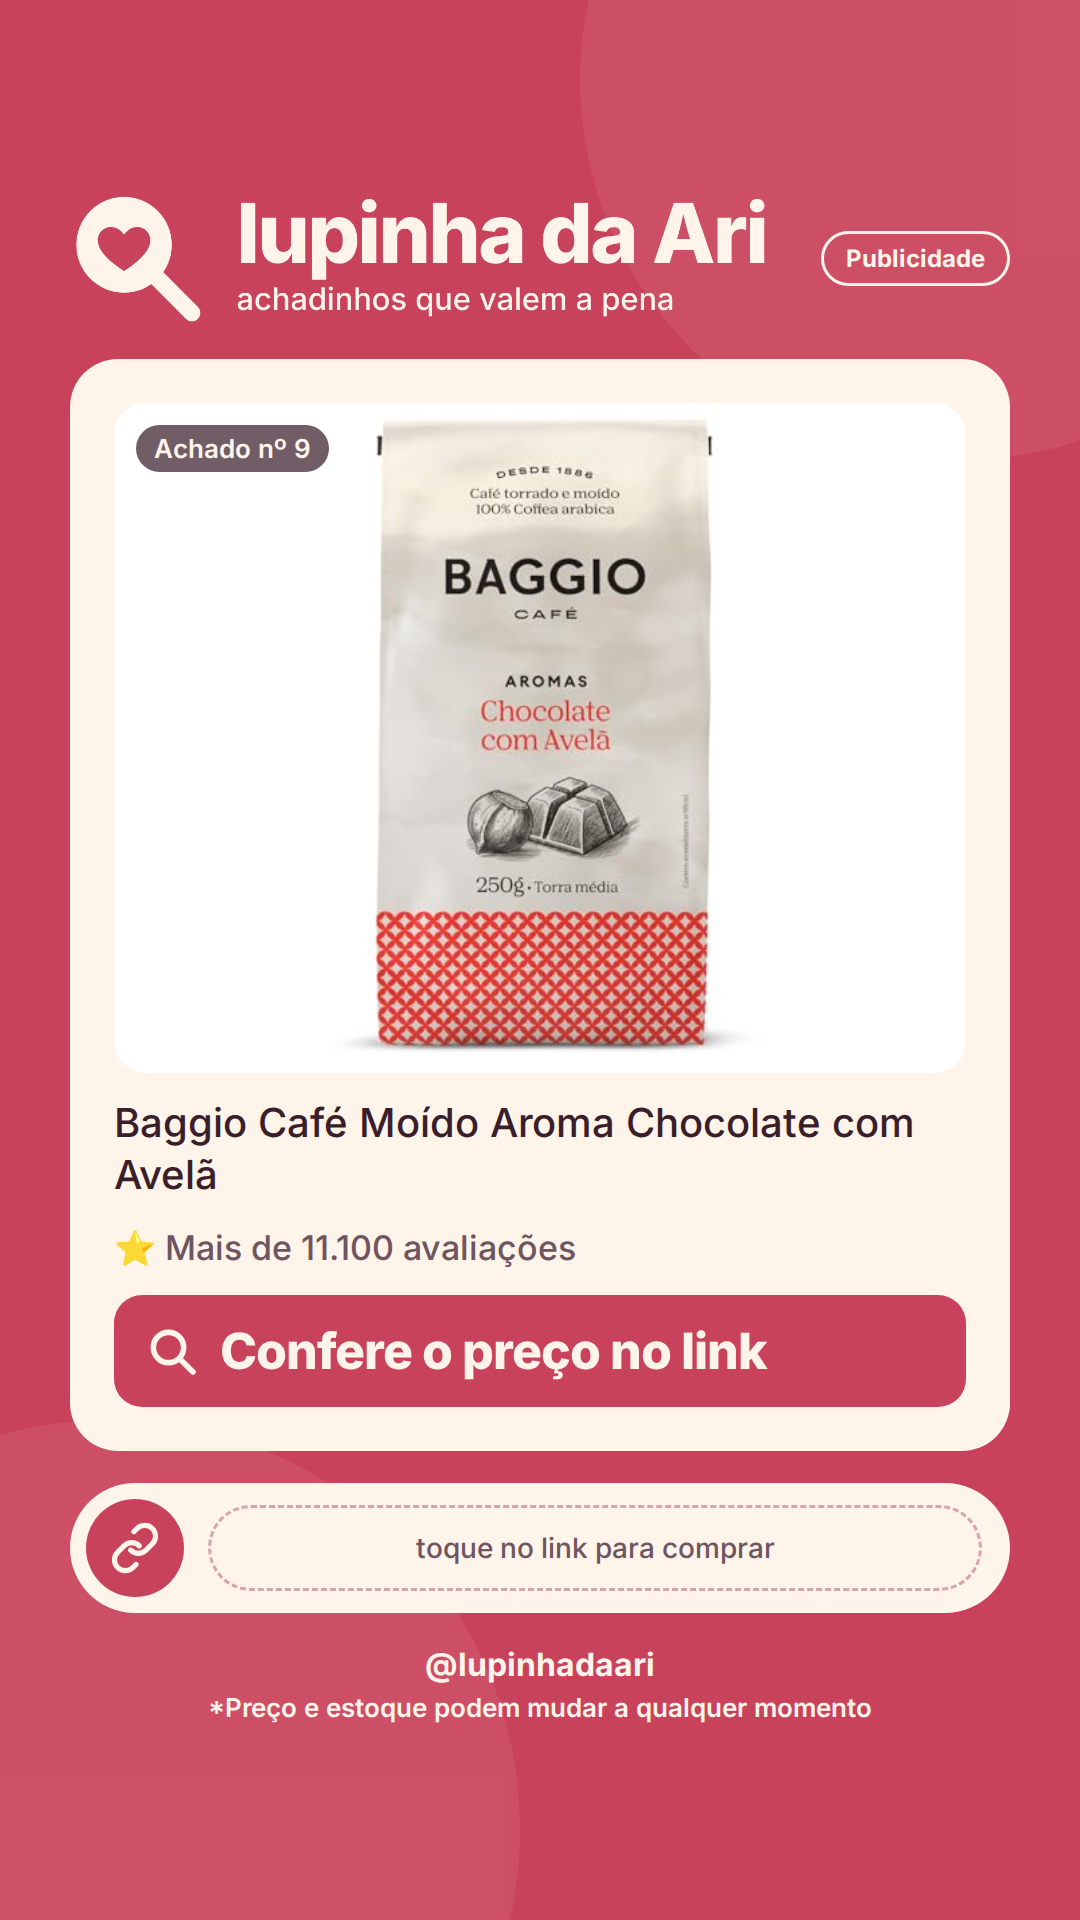 lupinha da Ari
achadinhos que valem a pena
Publicidade
Achado nº 9
DESDE 1886
Café torrado e moído
100% Coffea arabica
BAGGIO
CAFÉ
AROMAS
Chocolate
com Avelã
250g • Torra média
Baggio Café Moído Aroma Chocolate com
Avelã
⭐ Mais de 11.100 avaliações
Confere o preço no link
toque no link para comprar
@lupinhadaari
*Preço e estoque podem mudar a qualquer momento